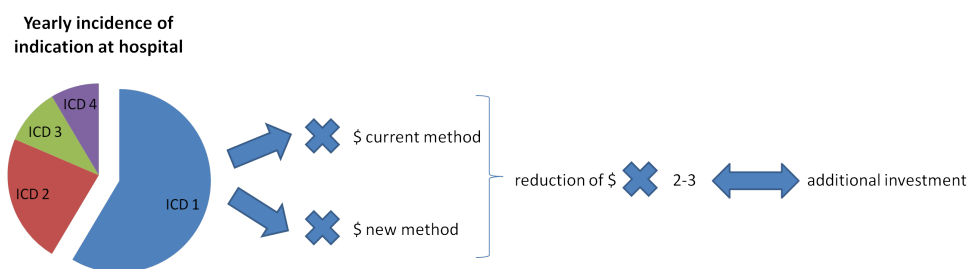 Yearly incidence of
indication at hospital
ICD 4
ICD 3
ICD 2
ICD 1
$ current method
$ new method
reduction of $
2-3
additional investment